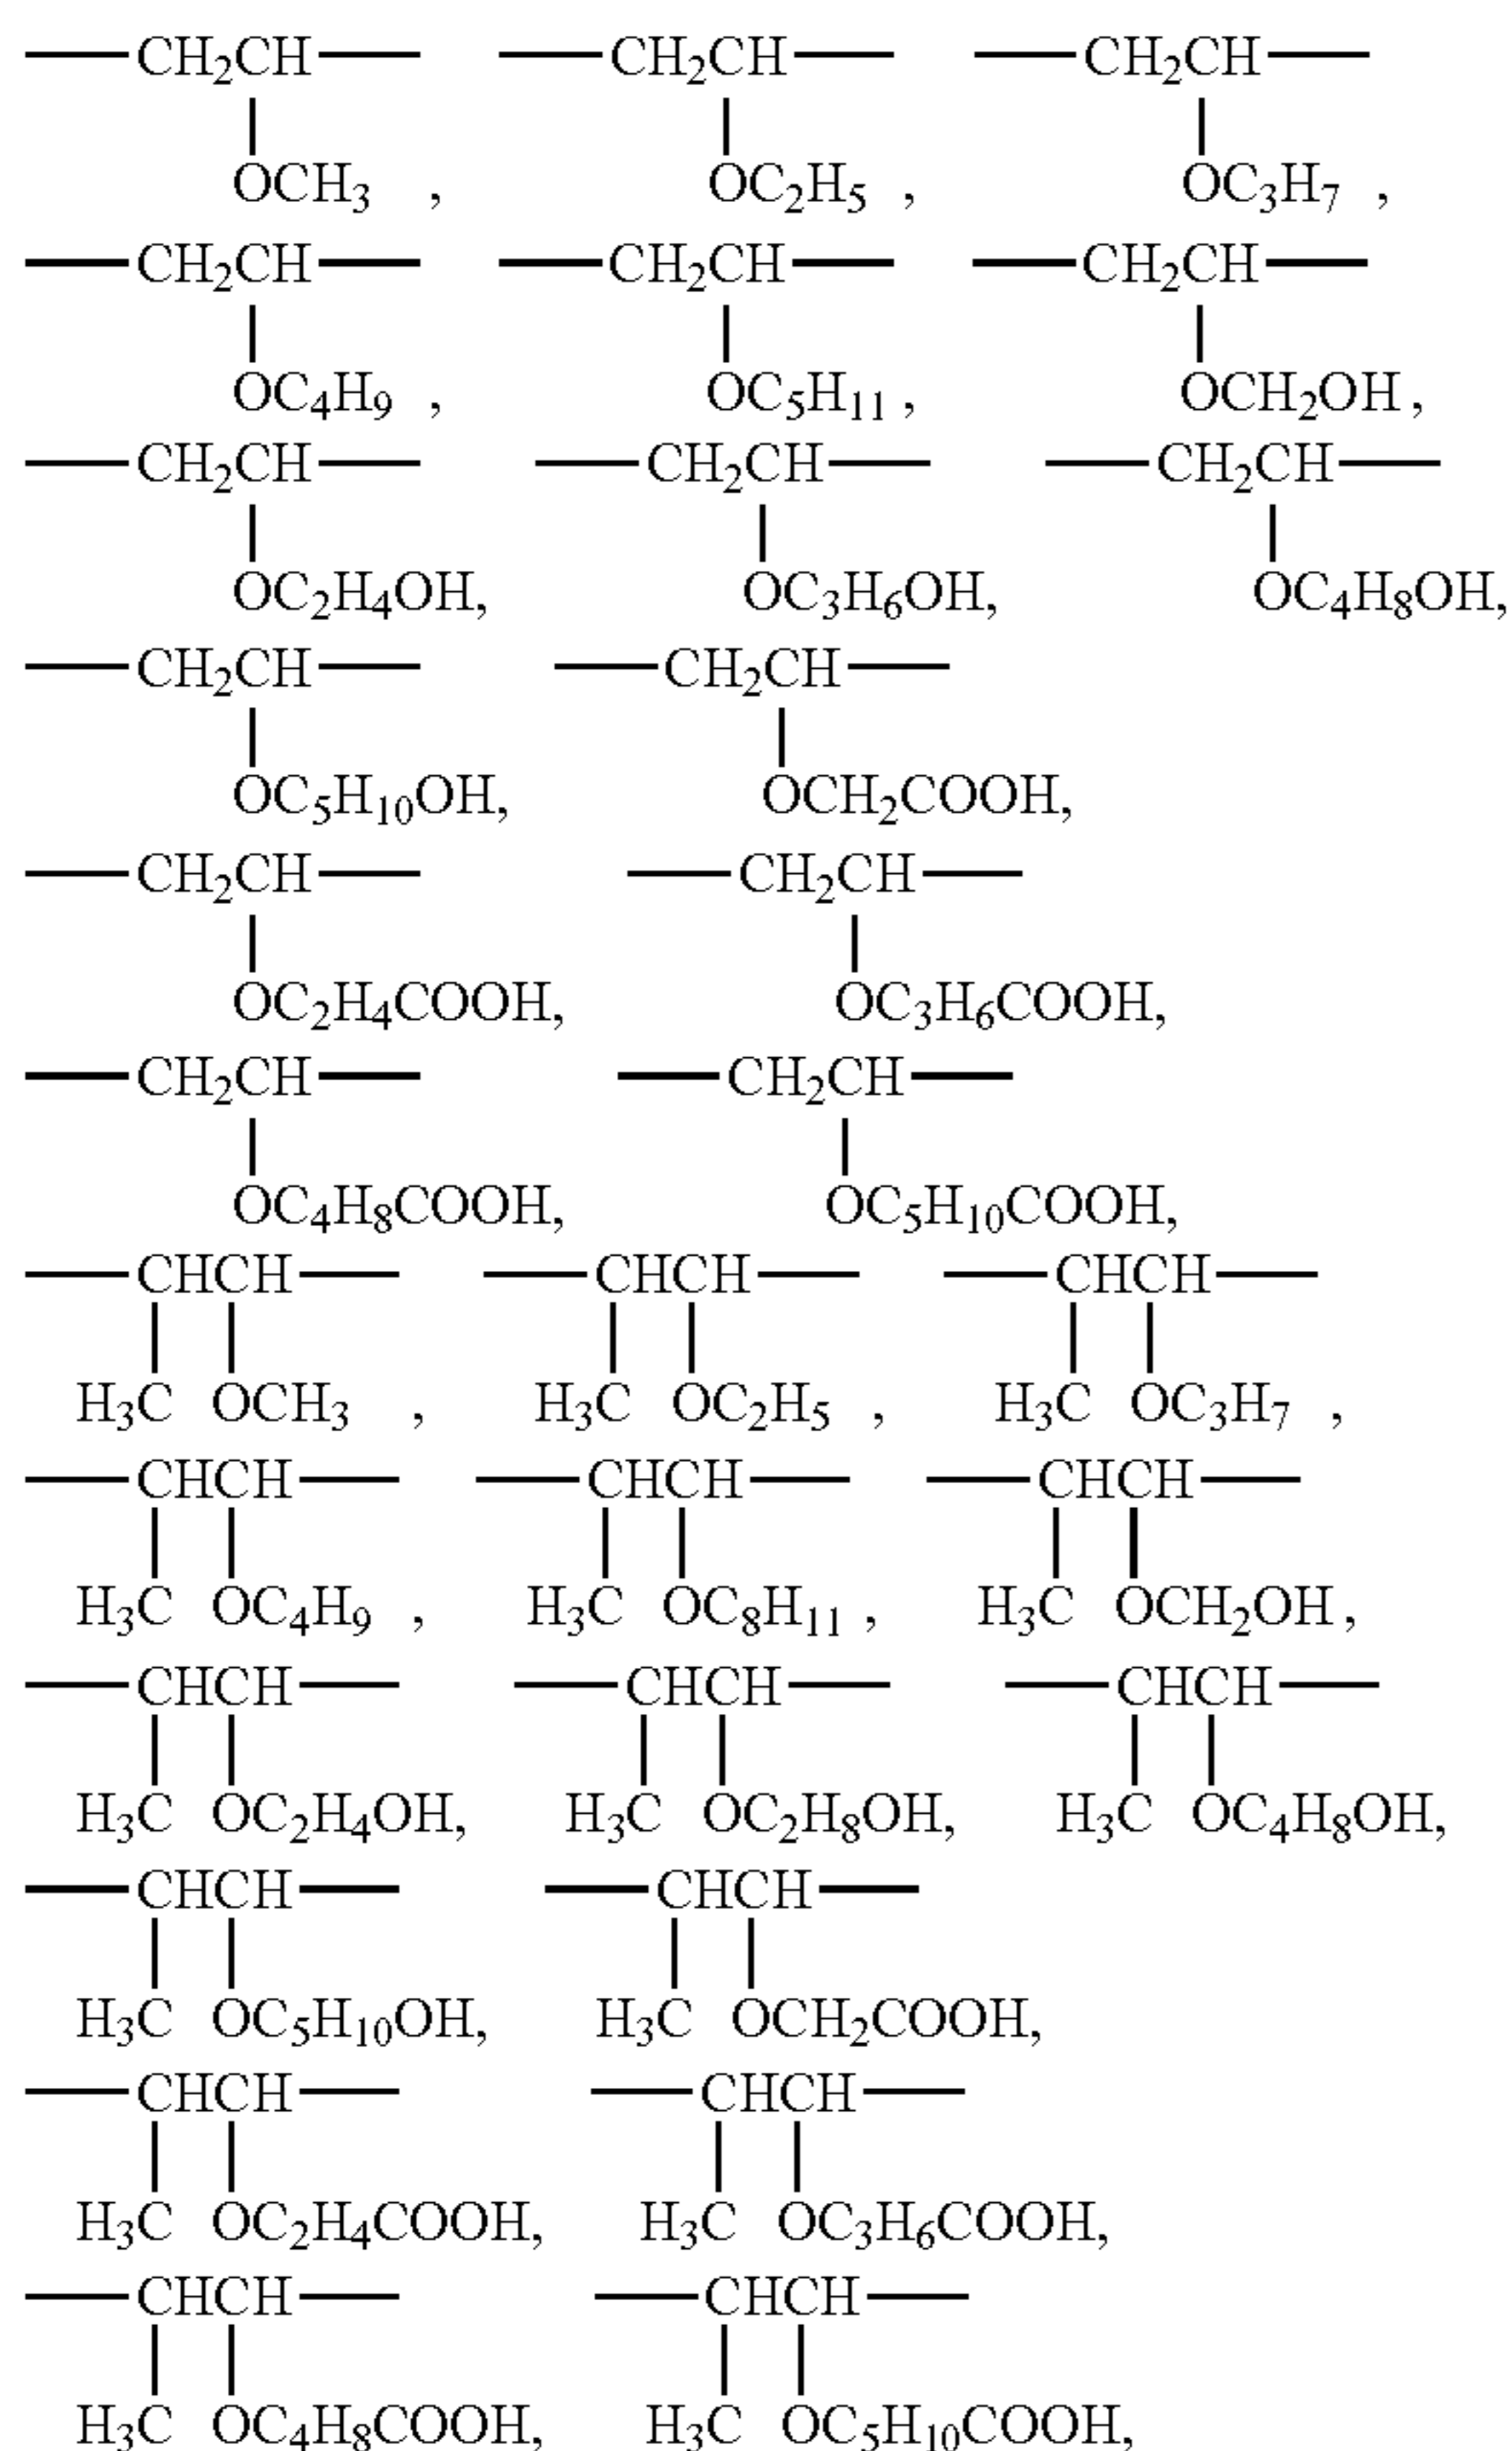 CH₂CH CH₂CH CH₂CH
OCH₃ , OC₂H₅ , OC₃H₇ ,
CH₂CH CH₂CH CH₂CH
OC₄H₉ , OC₅H₁₁ , OCH₂OH ,
CH₂CH CH₂CH CH₂CH
OC₂H₄OH, OC₃H₆OH, OC₄H₈OH,
CH₂CH CH₂CH
OC₅H₁₀OH, OCH₂COOH,
CH₂CH CH₂CH
OC₂H₄COOH, OC₃H₆COOH,
CH₂CH CH₂CH
OC₄H₈COOH, OC₅H₁₀COOH,
CHCH CHCH CHCH
H₃C OCH₃ , H₃C OC₂H₅ , H₃C OC₃H₇ ,
CHCH CHCH CHCH
H₃C OC₄H₉ , H₃C OC₈H₁₁ , H₃C OCH₂OH ,
CHCH CHCH CHCH
H₃C OC₂H₄OH, H₃C OC₂H₈OH, H₃C OC₄H₈OH,
CHCH CHCH
H₃C OC₅H₁₀OH, H₃C OCH₂COOH,
CHCH CHCH
H₃C OC₂H₄COOH, H₃C OC₃H₆COOH,
CHCH CHCH
H₃C OC₄H₈COOH, H₃C OC₅H₁₀COOH,